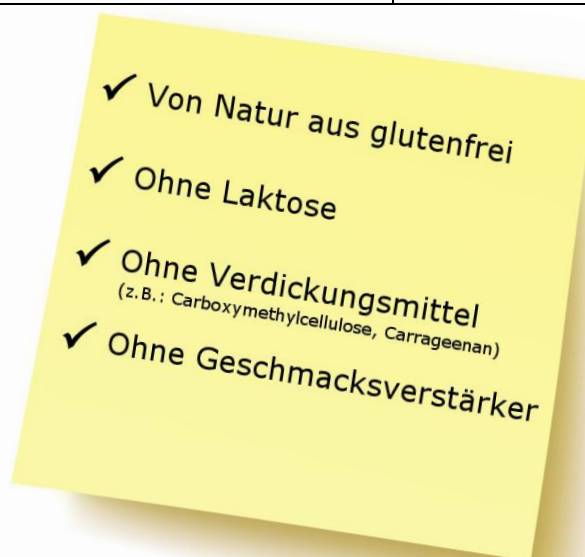 ✓ Von Natur aus glutenfrei
✓ Ohne Laktose
✓ Ohne Verdickungsmittel
(z.B.: Carboxymethylcellulose, Carrageenan)
✓ Ohne Geschmacksverstärker